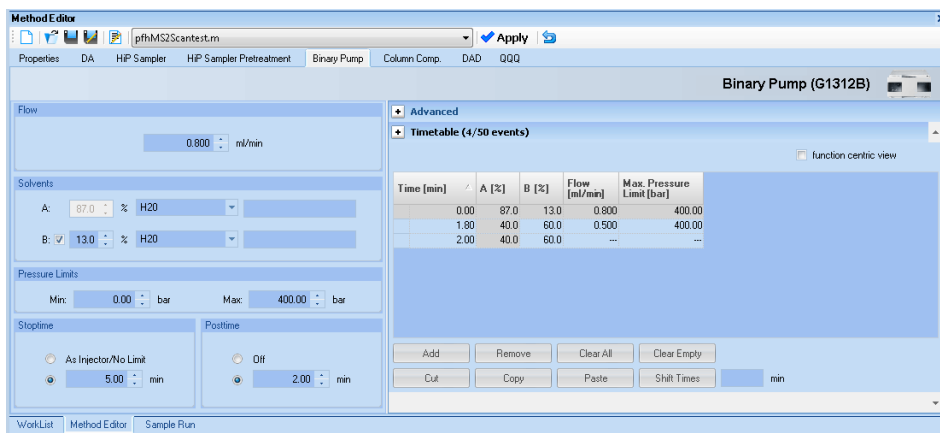 Method Editor
pfhMS2Scantest.m Apply
Properties DA HiP Sampler HiP Sampler Pretreatment Binary Pump Column Comp. DAD QQQ
Binary Pump (G1312B)
Flow
0.800 ml/min
Solvents
A: 87.0 % H20
B: 13.0 % H20
Pressure Limits
Min: 0.00 bar Max: 400.00 bar
Stoptime
As Injector/No Limit
5.00 min
Posttime
Off
2.00 min
+ Advanced
+ Timetable (4/50 events)
function centric view
Time [min] A [%] B [%] Flow [ml/min] Max. Pressure Limit [bar]
0.00 87.0 13.0 0.800 400.00
1.80 40.0 60.0 0.500 400.00
2.00 40.0 60.0 --- ---
Add Remove Clear All Clear Empty
Cut Copy Paste Shift Times min
WorkList Method Editor Sample Run